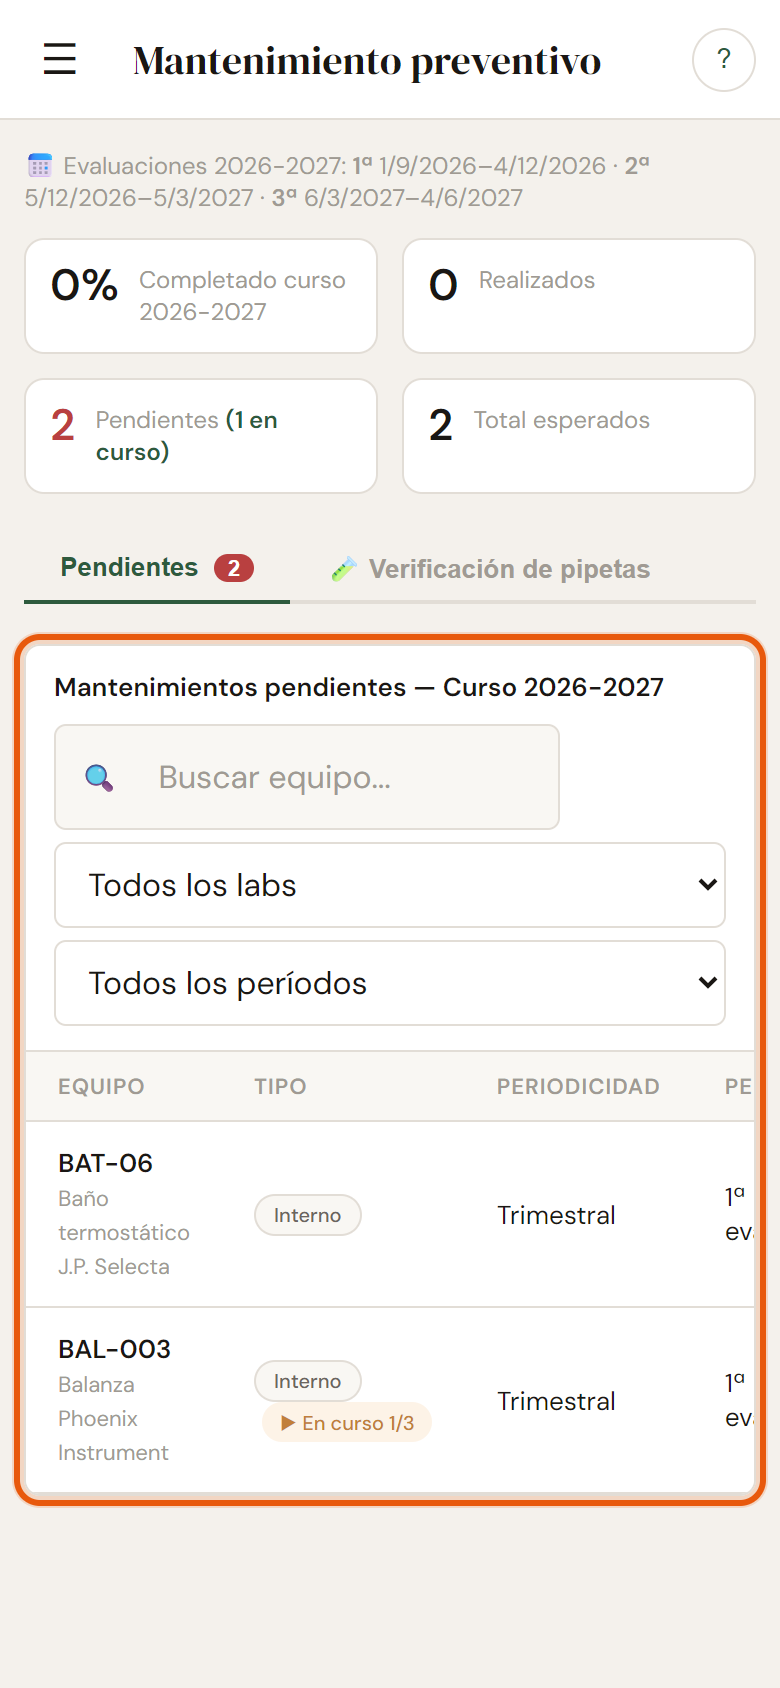 Mantenimiento preventivo
?
Evaluaciones 2026-2027: 1ª 1/9/2026–4/12/2026 · 2ª
5/12/2026–5/3/2027 · 3ª 6/3/2027–4/6/2027
0% Completado curso
2026-2027
0 Realizados
2 Pendientes (1 en
curso)
2 Total esperados
Pendientes 2
Verificación de pipetas
Mantenimientos pendientes — Curso 2026-2027
Buscar equipo...
Todos los labs
Todos los períodos
EQUIPO TIPO PERIODICIDAD PE
BAT-06
Baño
termostático
J.P. Selecta
Interno
Trimestral
1ª
eva
BAL-003
Balanza
Phoenix
Instrument
Interno
▶ En curso 1/3
Trimestral
1ª
eva